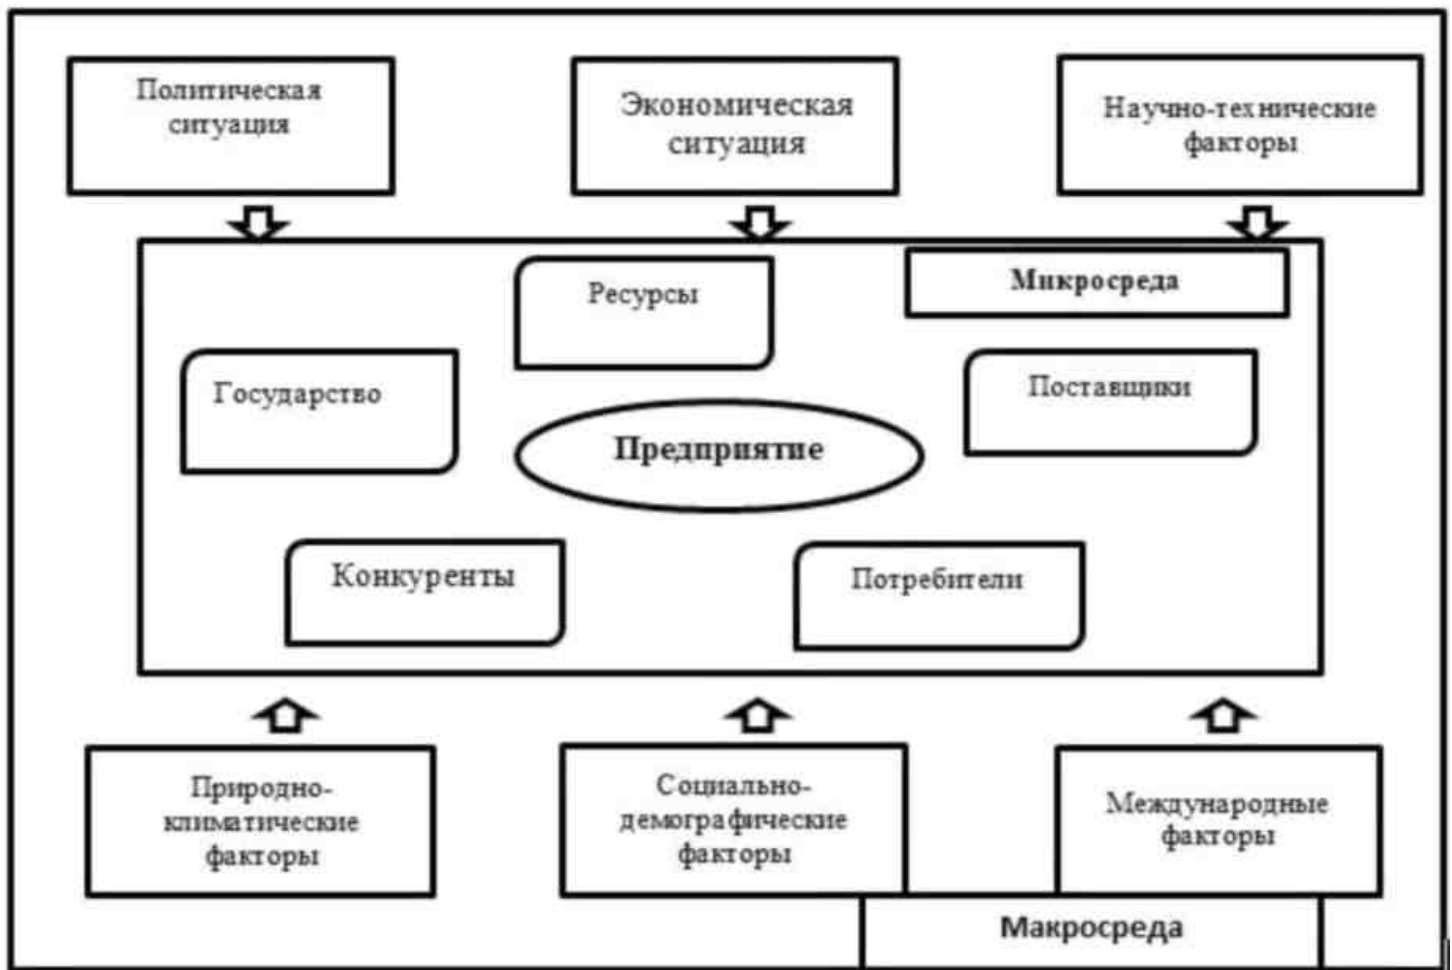 Политическая
ситуация
Экономическая
ситуация
Научно-технические
факторы
Микросреда
Ресурсы
Государство
Поставщики
Предприятие
Конкуренты
Потребители
Природно-
климатические
факторы
Социально-
демографические
факторы
Международные
факторы
Макросреда